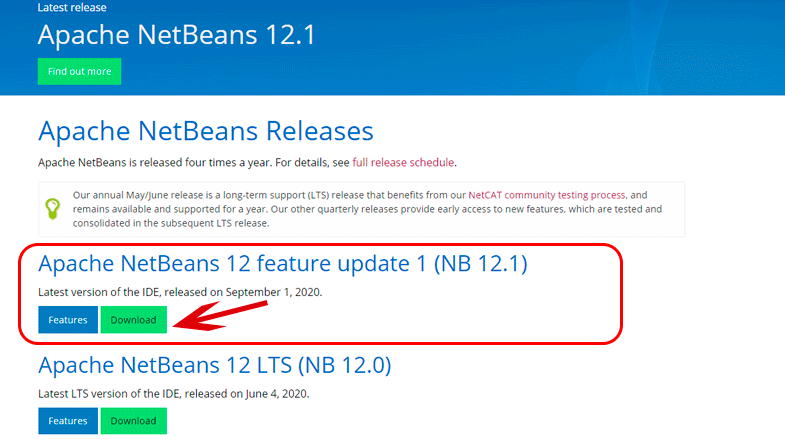 Latest release
Apache NetBeans 12.1
Find out more
Apache NetBeans Releases
Apache NetBeans is released four times a year. For details, see full release schedule.
Our annual May/June release is a long-term support (LTS) release that benefits from our NetCAT community testing process, and
remains available and supported for a year. Our other quarterly releases provide early access to new features, which are tested and
consolidated in the subsequent LTS release.
Apache NetBeans 12 feature update 1 (NB 12.1)
Latest version of the IDE, released on September 1, 2020.
Features Download
Apache NetBeans 12 LTS (NB 12.0)
Latest LTS version of the IDE, released on June 4, 2020.
Features Download